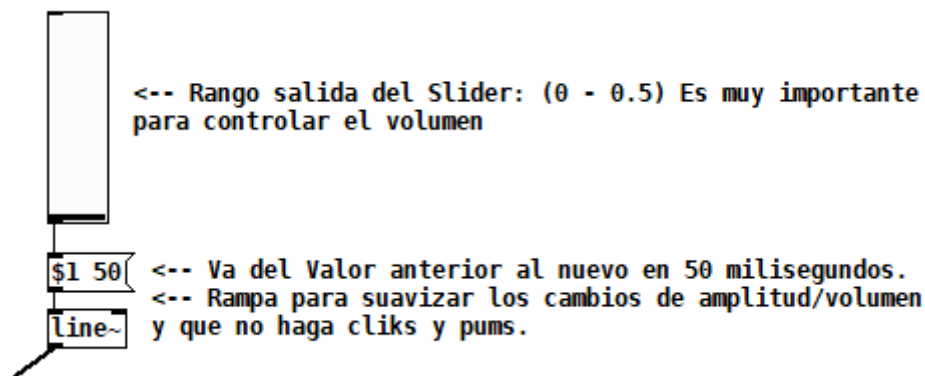 <-- Rango salida del Slider: (0 - 0.5) Es muy importante
para controlar el volumen
$1 50
<-- Va del Valor anterior al nuevo en 50 milisegundos.
<-- Rampa para suavizar los cambios de amplitud/volumen
line~
y que no haga cliks y pums.